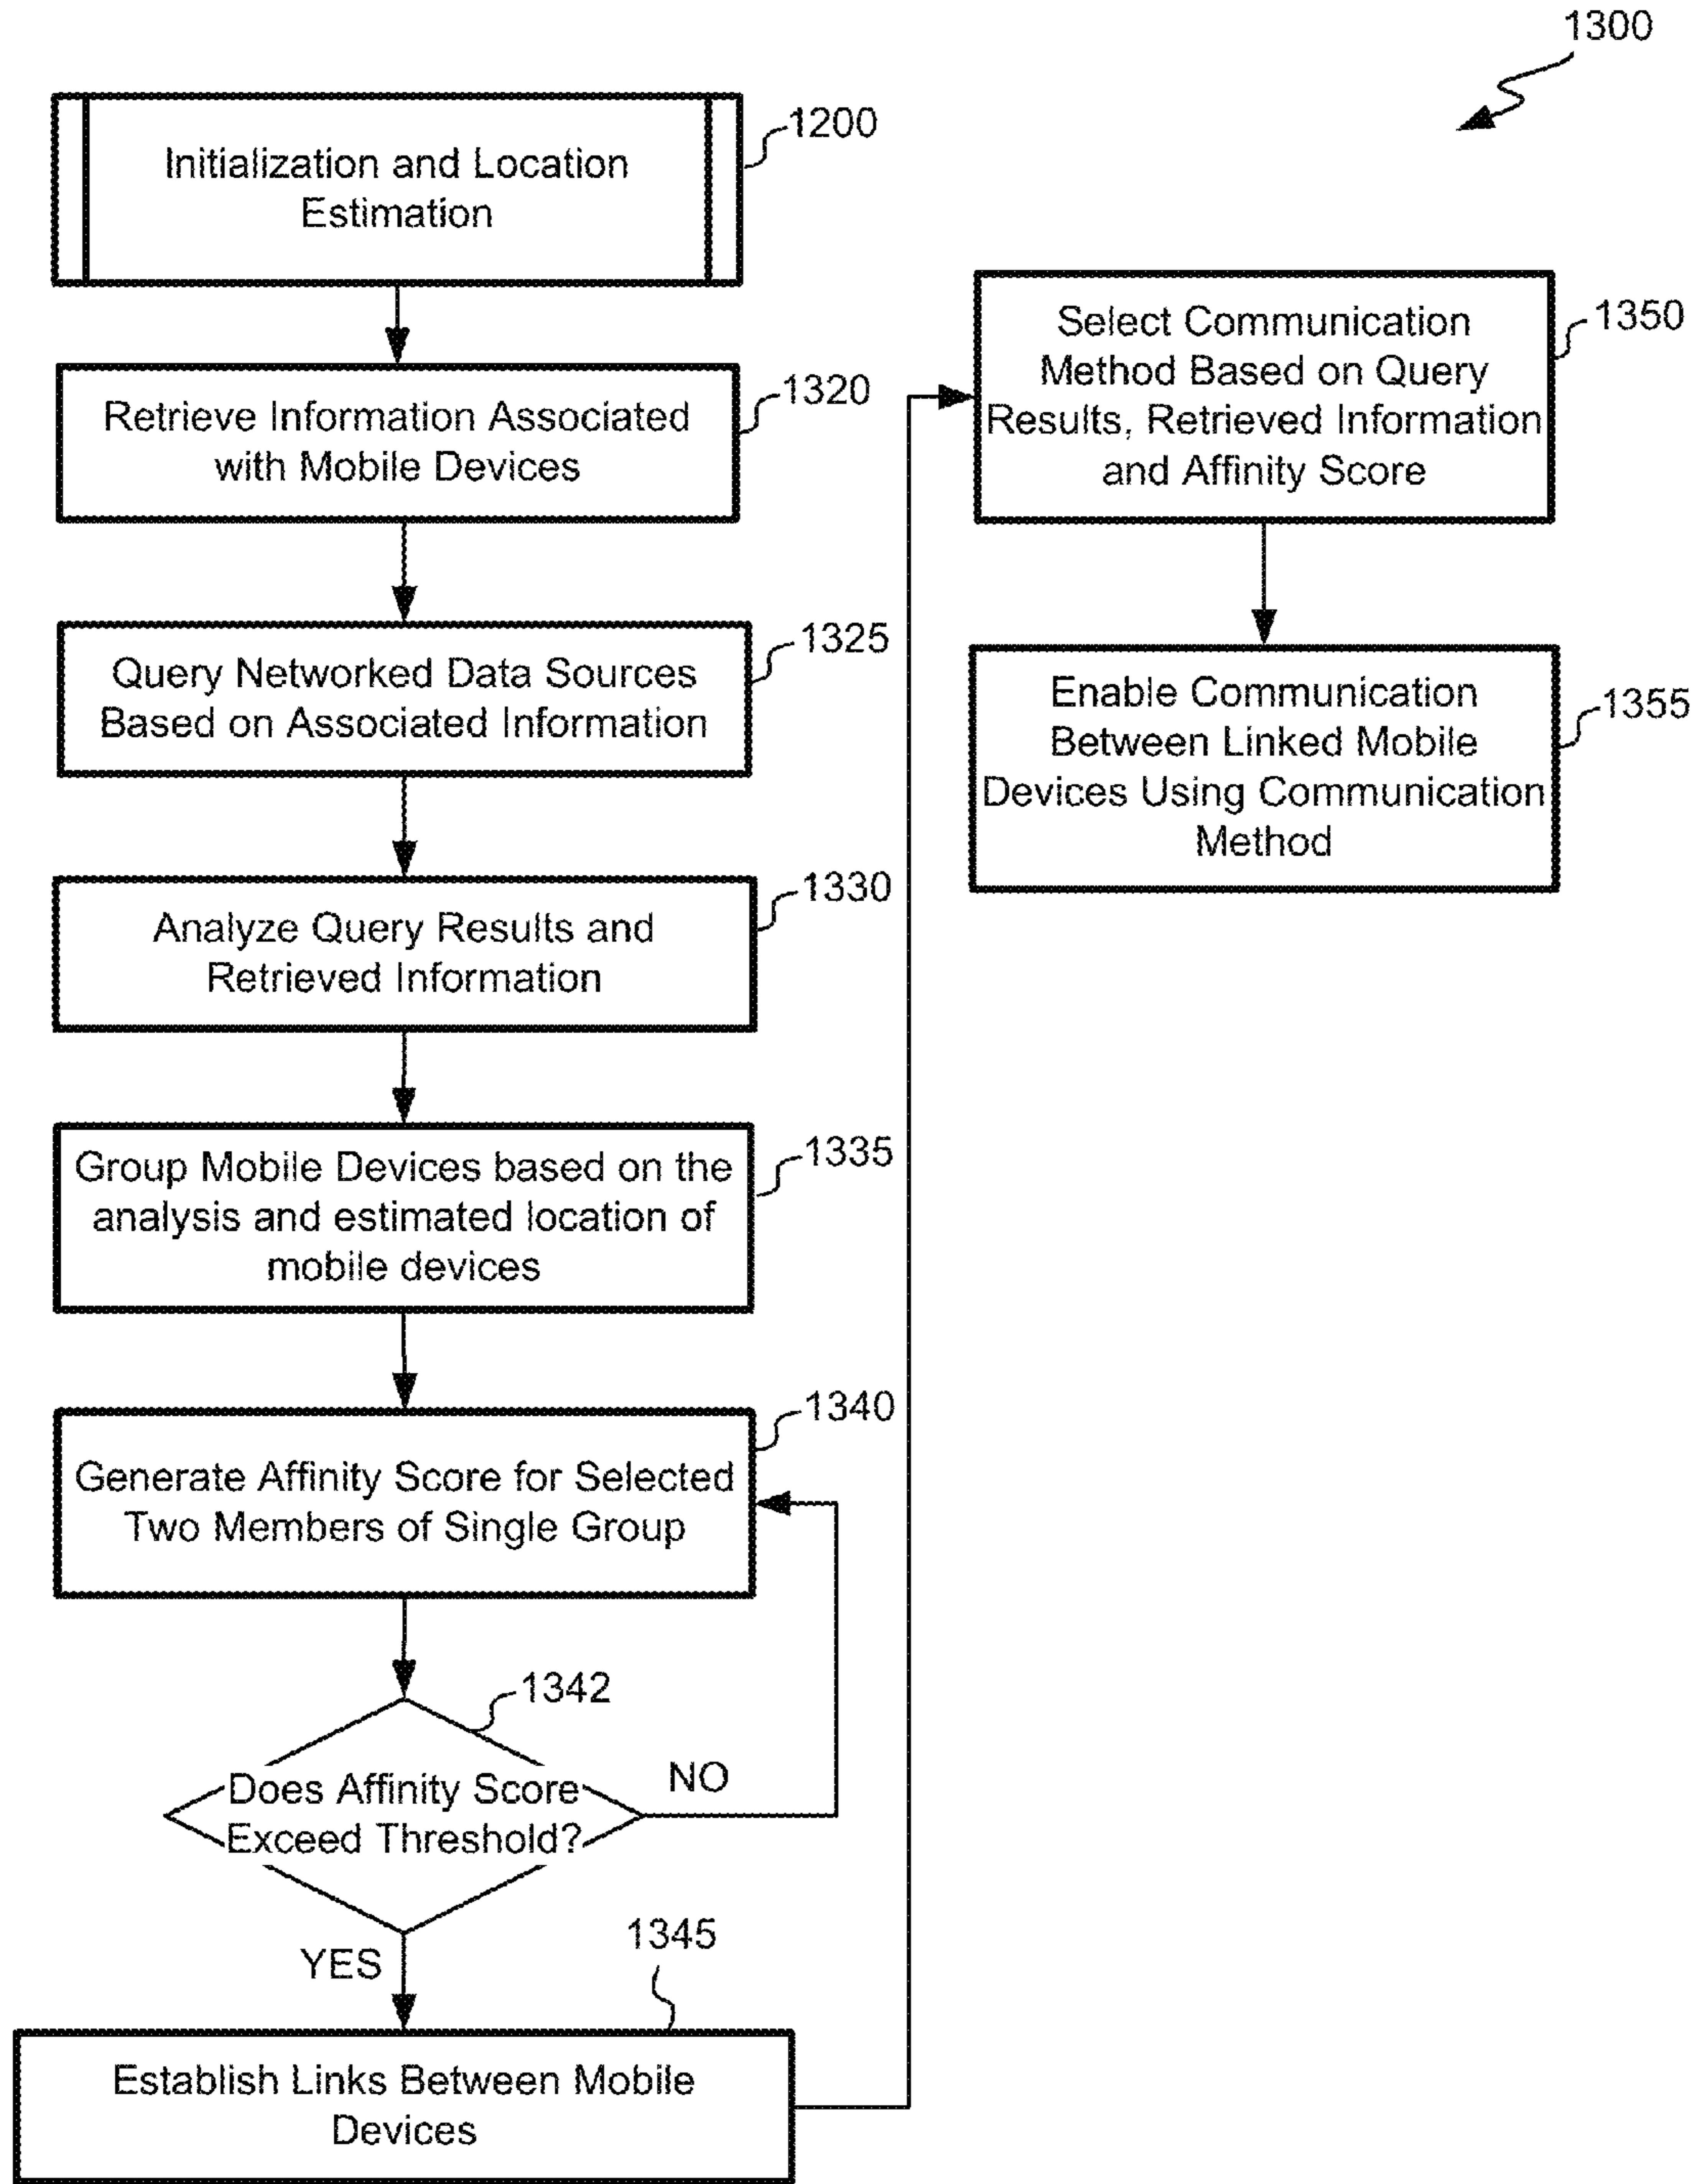 1300
1200
Initialization and Location
Estimation
1320
Retrieve Information Associated
with Mobile Devices
1325
Query Networked Data Sources
Based on Associated Information
1330
Analyze Query Results and
Retrieved Information
1335
Group Mobile Devices based on the
analysis and estimated location of
mobile devices
1340
Generate Affinity Score for Selected
Two Members of Single Group
1342
Does Affinity Score
Exceed Threshold?
NO
YES
1345
Establish Links Between Mobile
Devices
1350
Select Communication
Method Based on Query
Results, Retrieved Information
and Affinity Score
1355
Enable Communication
Between Linked Mobile
Devices Using Communication
Method